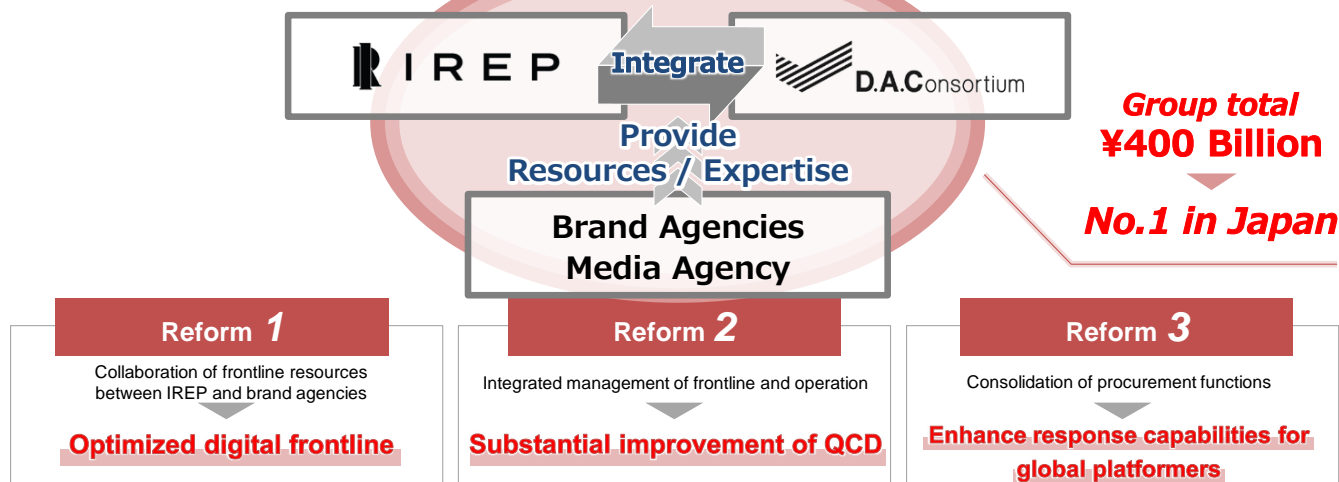 IREP
Integrate
D.A.Consortium
Provide
Resources / Expertise
Group total
¥400 Billion
No.1 in Japan
Brand Agencies
Media Agency
Reform 1
Collaboration of frontline resources
between IREP and brand agencies
Optimized digital frontline
Reform 2
Integrated management of frontline and operation
Substantial improvement of QCD
Reform 3
Consolidation of procurement functions
Enhance response capabilities for
global platformers